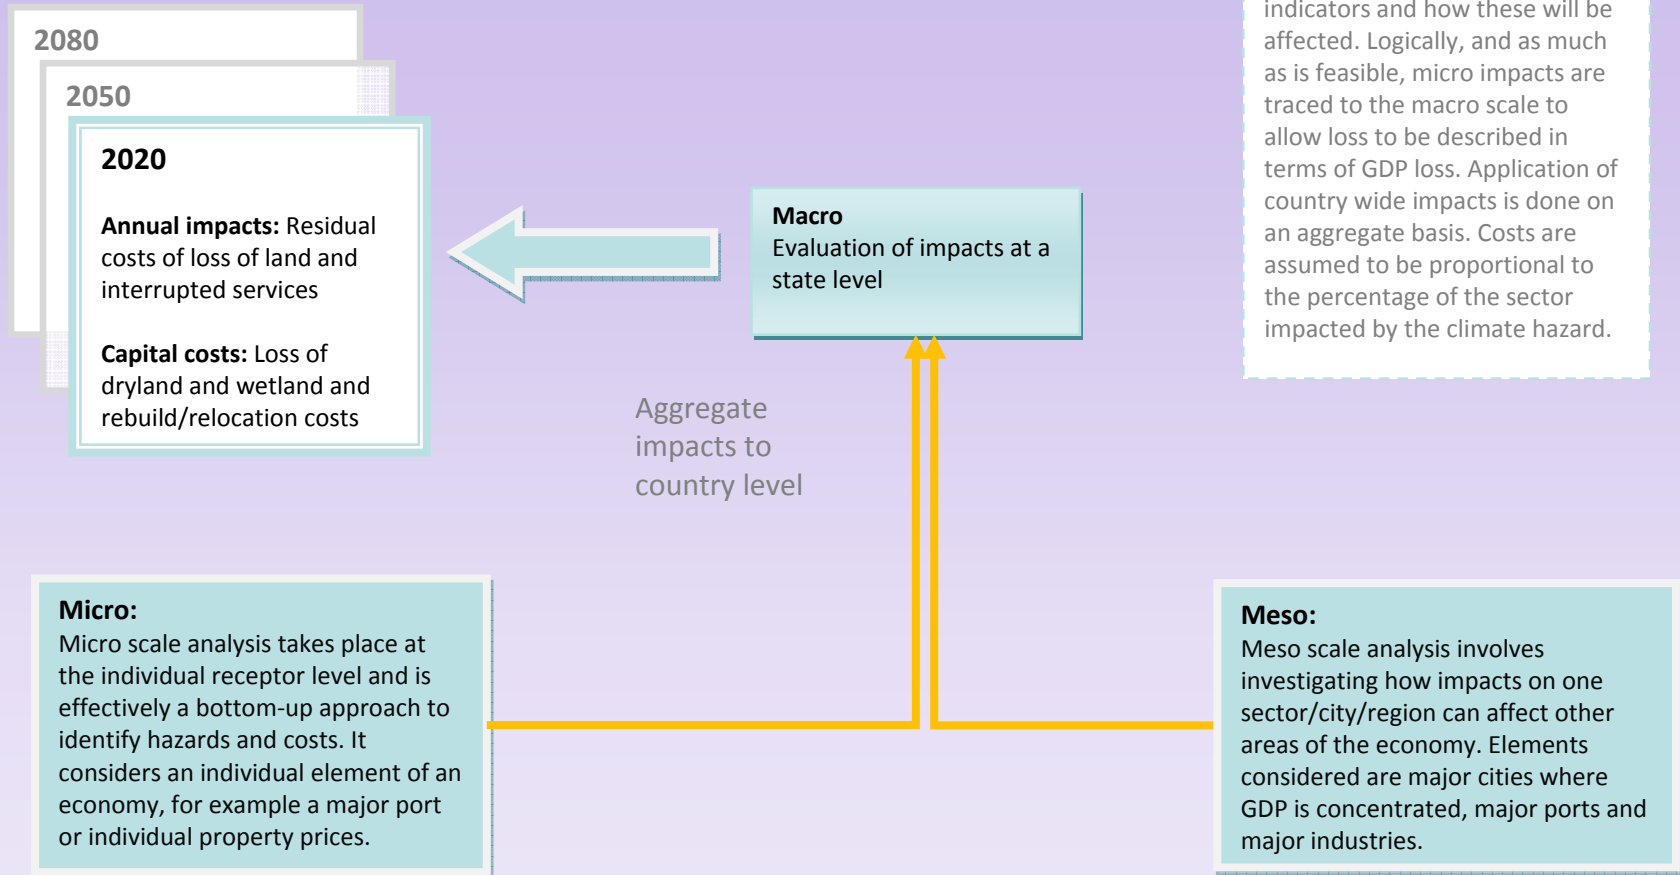 2080
2050
2020
Annual impacts: Residual
costs of loss of land and
interrupted services
Capital costs: Loss of
dryland and wetland and
rebuild/relocation costs
Macro
Evaluation of impacts at a
state level
indicators and how these will be
affected. Logically, and as much
as is feasible, micro impacts are
traced to the macro scale to
allow loss to be described in
terms of GDP loss. Application of
country wide impacts is done on
an aggregate basis. Costs are
assumed to be proportional to
the percentage of the sector
impacted by the climate hazard.
Aggregate
impacts to
country level
Micro:
Micro scale analysis takes place at
the individual receptor level and is
effectively a bottom-up approach to
identify hazards and costs. It
considers an individual element of an
economy, for example a major port
or individual property prices.
Meso:
Meso scale analysis involves
investigating how impacts on one
sector/city/region can affect other
areas of the economy. Elements
considered are major cities where
GDP is concentrated, major ports and
major industries.